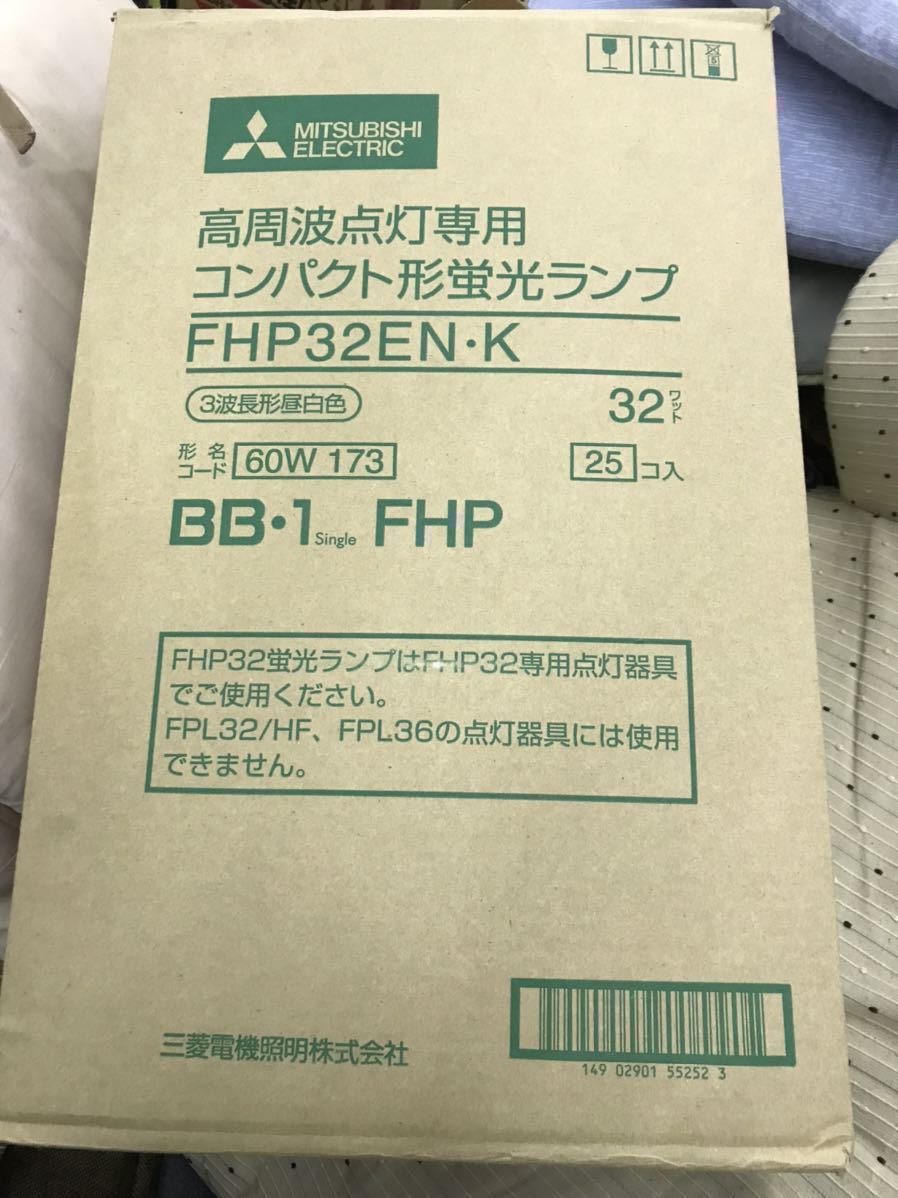 MITSUBISHI
ELECTRIC
高周波点灯専用
コンパクト形蛍光ランプ
FHP32EN・K
3波長形昼白色
32ワット
形名コード 60W 173
25コ入
BB・1 Single FHP
FHP32蛍光ランプはFHP32専用点灯器具
でご使用ください。
FPL32/HF、FPL36の点灯器具には使用
できません。
三菱電機照明株式会社
149 02901 55252 3